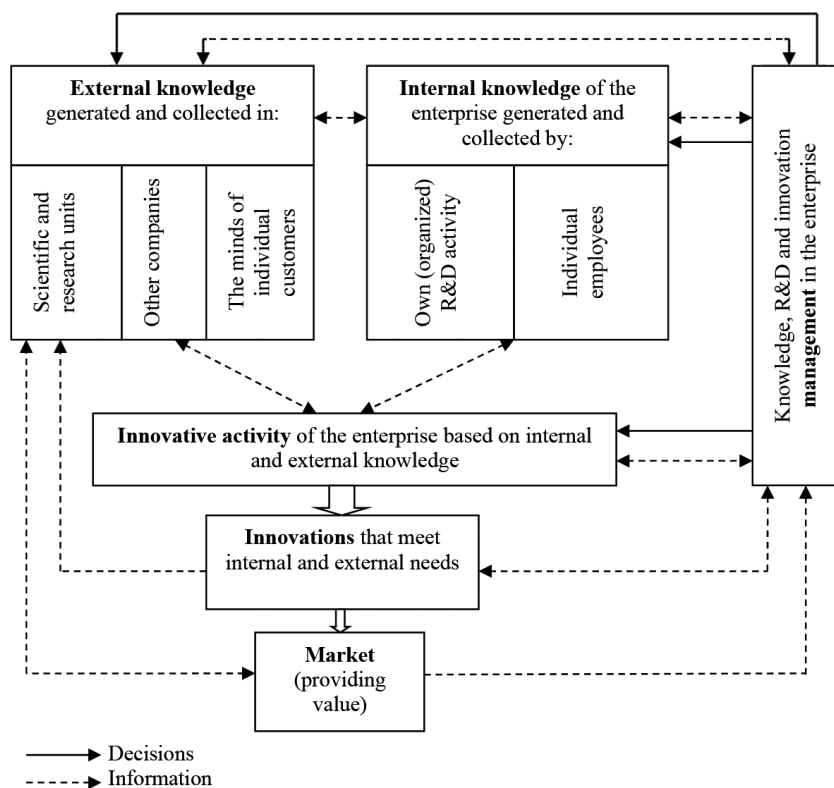 External knowledge
generated and collected in:
Internal knowledge of the
enterprise generated and
collected by:
Scientific and
research units
Other companies
The minds of
individual
customers
Own (organized)
R&D activity
Individual
employees
Knowledge, R&D and innovation
management in the enterprise
Innovative activity of the enterprise based on internal
and external knowledge
Innovations that meet
internal and external needs
Market
(providing
value)
Decisions
Information